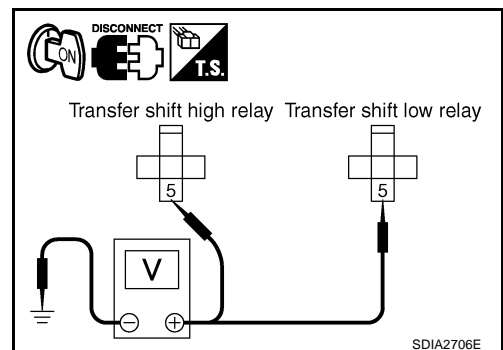 DISCONNECT
ON
T.S.
Transfer shift high relay Transfer shift low relay
5 5
V
SDIA2706E